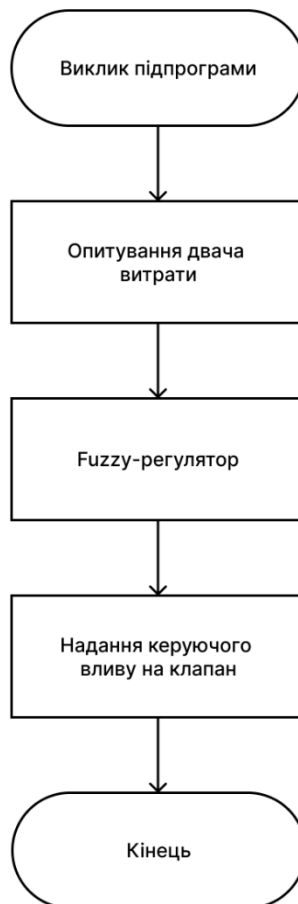 Виклик підпрограми
Опитування двача
витрати
Fuzzy-регулятор
Надання керуючого
вливу на клапан
Кінець